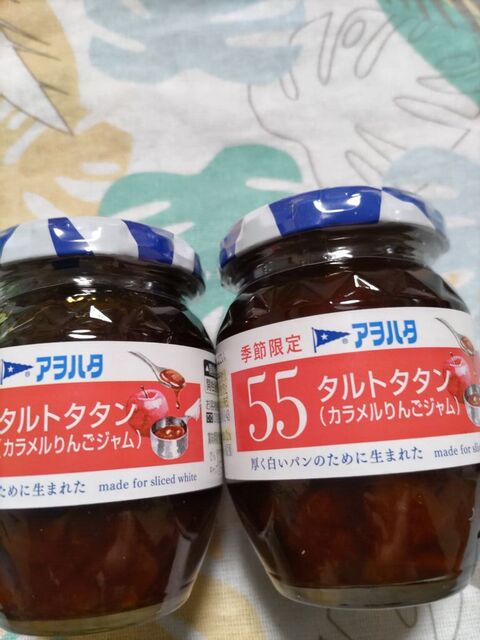 アヲハタ
タルトタタン
(カラメルりんごジャム)
ために生まれた made for sliced white
季節限定
アヲハタ
55 タルトタタン
(カラメルりんごジャム)
厚く白いパンのために生まれた made for slice